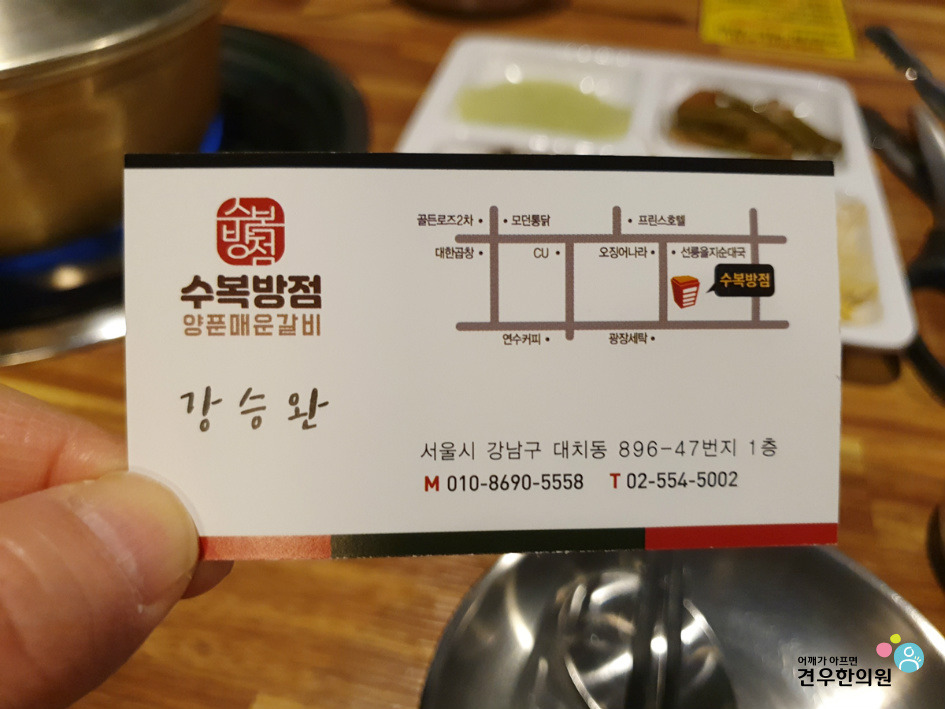 수복
방점
수복방점
양푼매운갈비
강승완
골든로즈2차
모던통닭
프린스호텔
대한곱창
CU
오징어나라
선릉을지순대국
수복방점
연수커피
광장세탁
서울시 강남구 대치동 896-47번지 1층
M 010-8690-5558 T 02-554-5002
어깨가 아프면
견우한의원